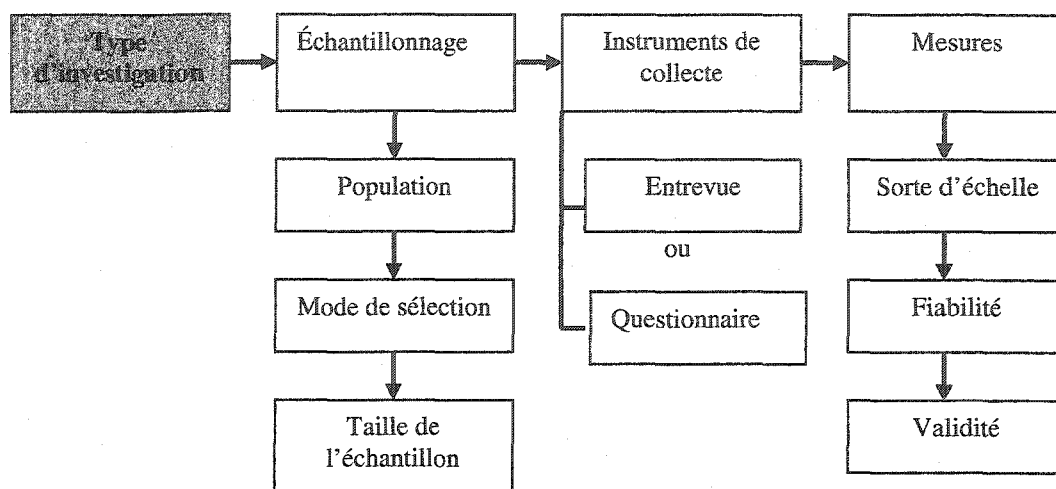 Type
d'investigation
Échantillonnage
Instruments de
collecte
Mesures
Population
Mode de sélection
Taille de
l'échantillon
Entrevue
ou
Questionnaire
Sorte d'échelle
Fiabilité
Validité